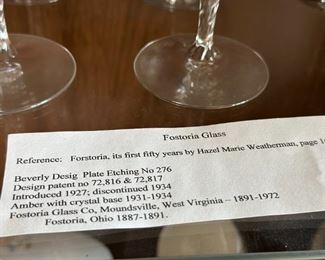 Fostoria Glass
Reference: Forstoria, its first fifty years by Hazel Marie Weatherman, page
Beverly Desig Plate Etching No 276
Design patent no 72,816 & 72,817
Introduced 1927; discontinued 1934
Amber with crystal base 1931-1934
Fostoria Glass Co, Moundsville, West Virginia – 1891-1972
Fostoria, Ohio 1887-1891.